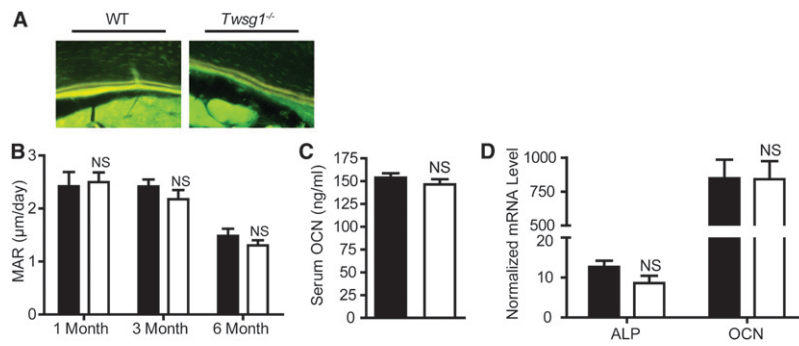 A
WT
Twsg1-/-
B
MAR (µm/day)
3
2
1
0
NS
NS
NS
1 Month
3 Month
6 Month
C
Serum OCN (ng/ml)
175
150
125
100
75
50
25
0
NS
D
Normalized mRNA Level
1000
750
500
20
10
0
NS
NS
ALP
OCN